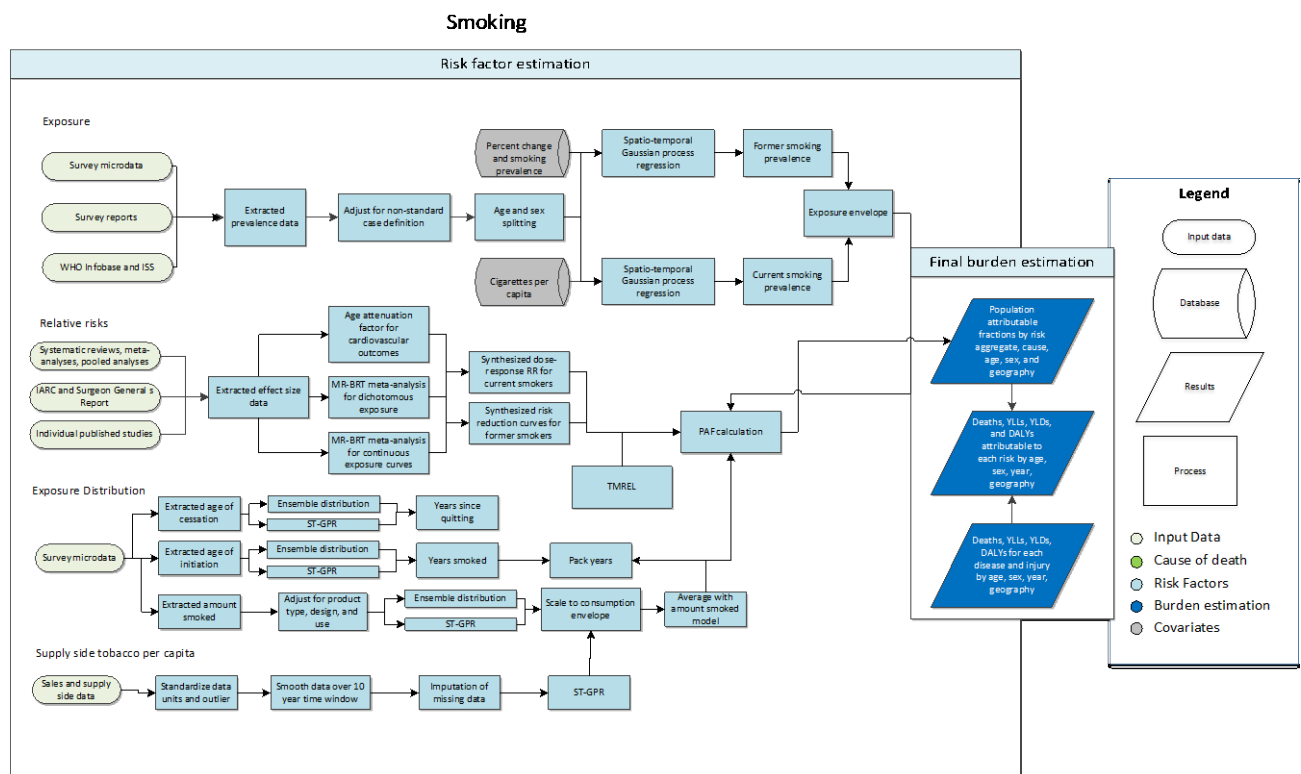 Smoking
Risk factor estimation
Exposure
Survey microdata
Survey reports
WHO Infobase and ISS
Extracted
prevalence data
Adjust for non-standard
case definition
Age and sex
splitting
Percent change
and smoking
prevalence
Cigarettes per
capita
Spatio-temporal
Gaussian process
regression
Former smoking
prevalence
Spatio-temporal
Gaussian process
regression
Current smoking
prevalence
Exposure envelope
Relative risks
Systematic reviews, meta-
analyses, pooled analyses
IARC and Surgeon General s
Report
Individual published studies
Extracted effect size
data
Age attenuation
factor for
cardiovascular
outcomes
MR-BRT meta-analysis
for dichotomous
exposure
MR-BRT meta-analysis
for continuous
exposure curves
Synthesized dose-
response RR for
current smokers
Synthesized risk
reduction curves for
former smokers
TMREL
PAF calculation
Exposure Distribution
Survey microdata
Extracted age of
cessation
Ensemble distribution
ST-GPR
Years since
quitting
Extracted age of
initiation
Ensemble distribution
ST-GPR
Years smoked
Pack years
Extracted amount
smoked
Adjust for product
type, design, and
use
Ensemble distribution
ST-GPR
Scale to consumption
envelope
Average with
amount smoked
model
Supply side tobacco per capita
Sales and supply
side data
Standardize data
units and outlier
Smooth data over 10
year time window
Imputation of
missing data
ST-GPR
Final burden estimation
Population
attributable
fractions by risk
aggregate, cause,
age, sex, and
geography
Deaths, YLLs, YLDs,
and DALYs
attributable to
each risk by age,
sex, year,
geography
Deaths, YLLs, YLDs,
DALYs for each
disease and injury
by age, sex, year,
geography
Legend
Input data
Database
Results
Process
Input Data
Cause of death
Risk Factors
Burden estimation
Covariates